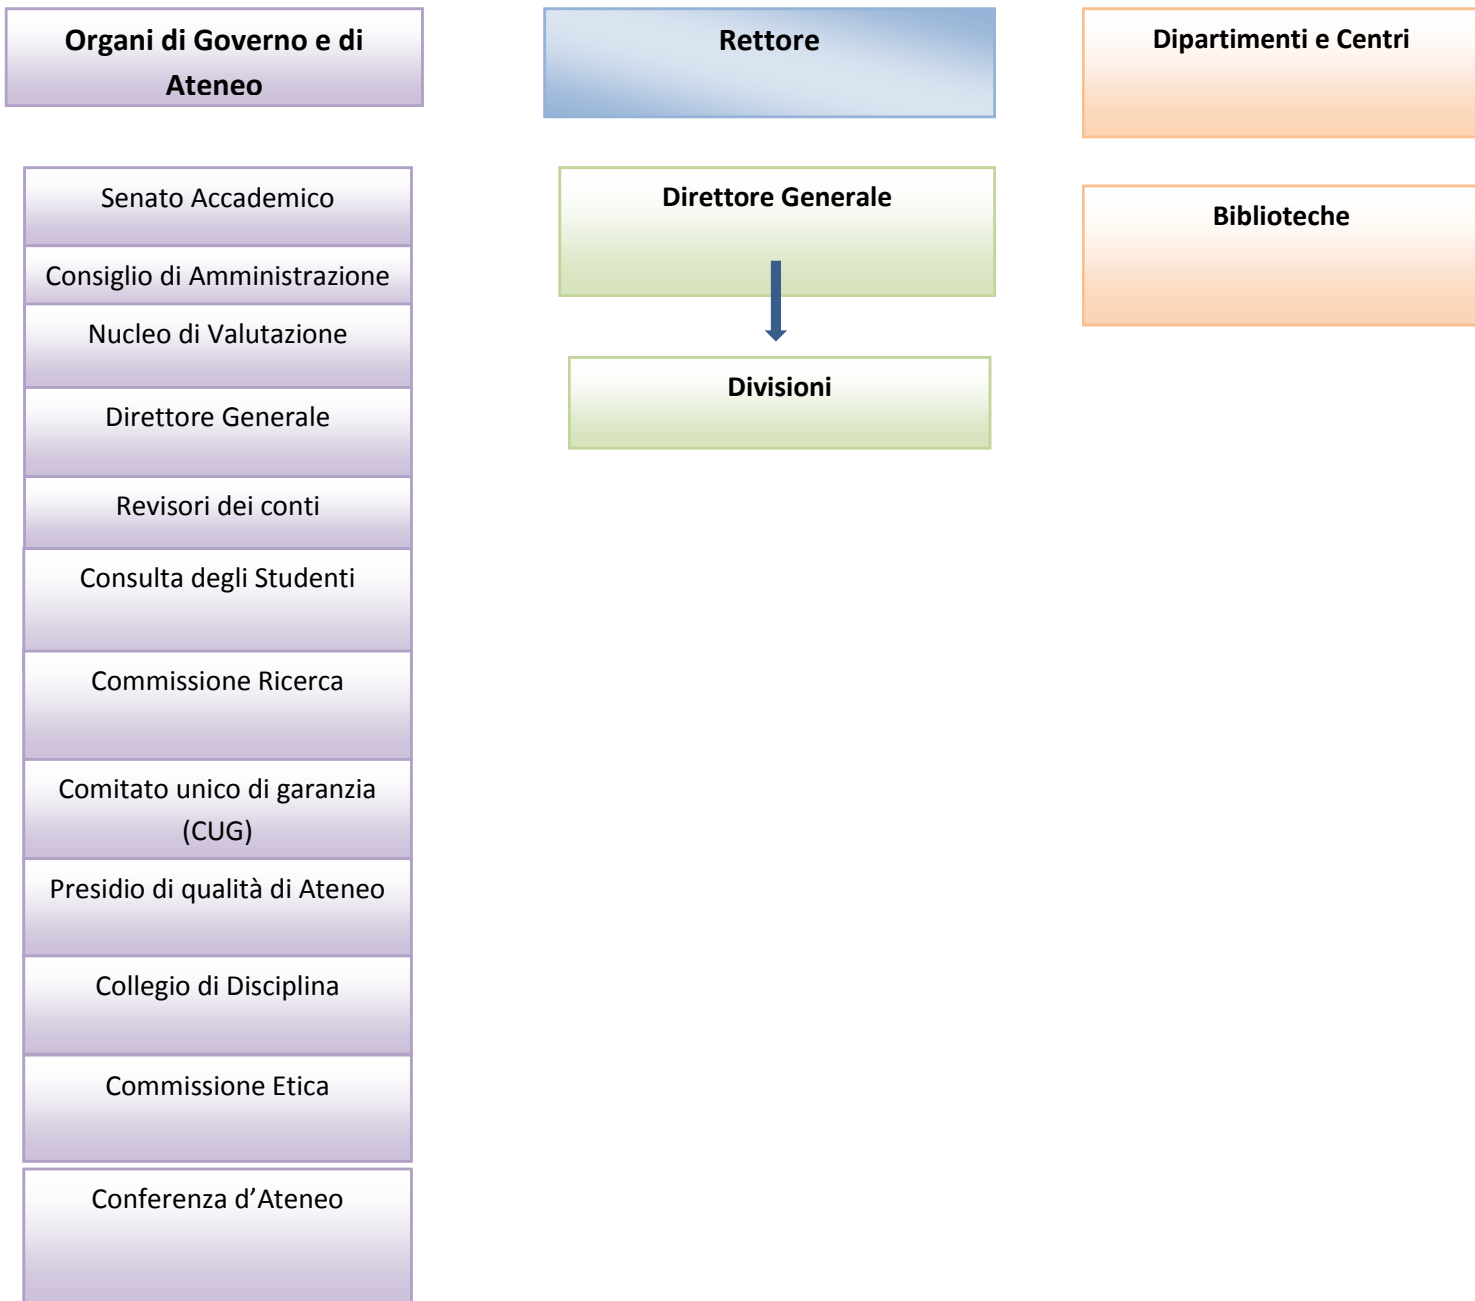 Organi di Governo e di
Ateneo
Senato Accademico
Consiglio di Amministrazione
Nucleo di Valutazione
Direttore Generale
Revisori dei conti
Consulta degli Studenti
Commissione Ricerca
Comitato unico di garanzia
(CUG)
Presidio di qualità di Ateneo
Collegio di Disciplina
Commissione Etica
Conferenza d’Ateneo
Rettore
Direttore Generale
Divisioni
Dipartimenti e Centri
Biblioteche